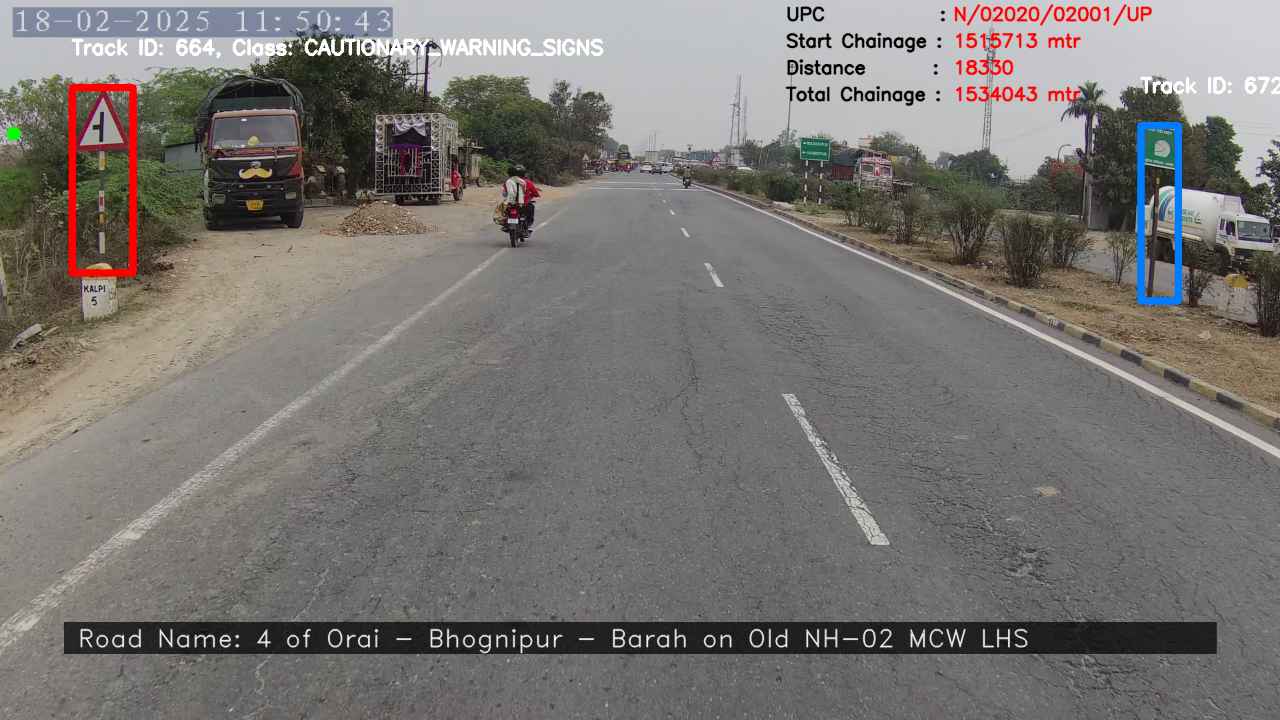 18-02-2025 11:50:43
Track ID: 664, Class: CAUTIONARY_WARNING_SIGNS
UPC : N/02020/02001/UP
Start Chainage : 1515713 mtr
Distance : 18330
Total Chainage : 1534043 mtr
Track ID: 672
KALPI
5
Road Name: 4 of Orai - Bhognipur - Barah on Old NH-02 MCW LHS